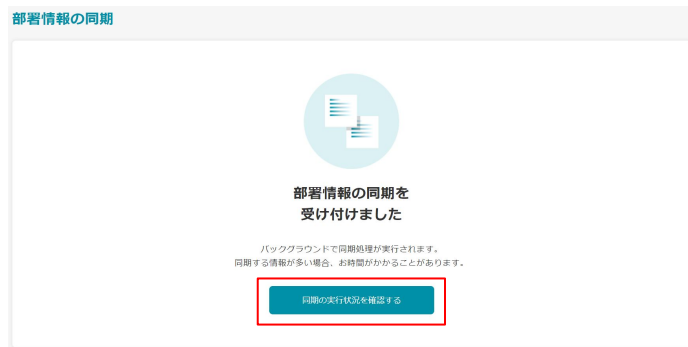 部署情報の同期
部署情報の同期を
受け付けました
バックグラウンドで同期処理が実行されます。
同期する情報が多い場合、お時間がかかることがあります。
同期の実行状況を確認する